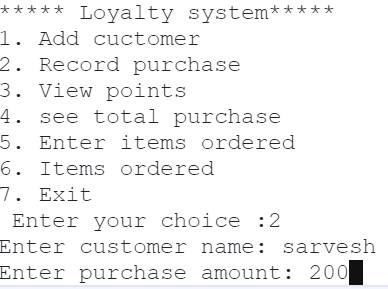 ***** Loyalty system*****
1. Add cuctomer
2. Record purchase
3. View points
4. see total purchase
5. Enter items ordered
6. Items ordered
7. Exit
 Enter your choice :2
Enter customer name: sarvesh
Enter purchase amount: 200